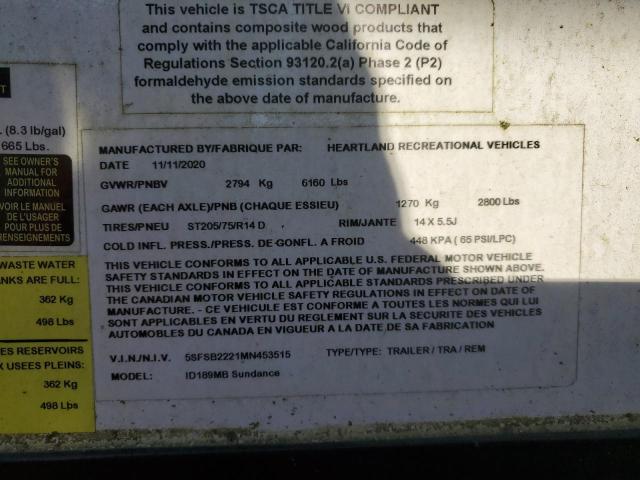 This vehicle is TSCA TITLE Vi COMPLIANT
and contains composite wood products that
comply with the applicable California Code of
Regulations Section 93120.2(a) Phase 2 (P2)
formaldehyde emission standards specified on
the above date of manufacture.
(8.3 lb/gal)
665 Lbs.
SEE OWNER'S
MANUAL FOR
ADDITIONAL
INFORMATION
VOIR LE MANUEL
DE L'USAGER
POUR PLUS DE
RENSEIGNEMENTS
WASTE WATER
ANKS ARE FULL:
362 Kg
498 Lbs
ES RESERVOIRS
X USEES PLEINS:
362 Kg
498 Lbs
MANUFACTURED BY/FABRIQUE PAR: HEARTLAND RECREATIONAL VEHICLES
DATE 11/11/2020
GVWR/PNBV 2794 Kg 6160 Lbs
GAWR (EACH AXLE)/PNB (CHAQUE ESSIEU) 1270 Kg 2800 Lbs
TIRES/PNEU ST205/75/R14 D RIM/JANTE 14 X 5.5J
COLD INFL. PRESS./PRESS. DE-GONFL. A FROID 448 KPA ( 65 PSI/LPC)
THIS VEHICLE CONFORMS TO ALL APPLICABLE U.S. FEDERAL MOTOR VEHICLE
SAFETY STANDARDS IN EFFECT ON THE DATE OF MANUFACTURE SHOWN ABOVE.
THIS VEHICLE CONFORMS TO ALL APPLICABLE STANDARDS PRESCRIBED UNDER
THE CANADIAN MOTOR VEHICLE SAFETY REGULATIONS IN EFFECT ON DATE OF
MANUFACTURE. - CE VEHICULE EST CONFORME A TOUTES LES NORMES QUI LUI
SONT APPLICABLES EN VERTU DU REGLEMENT SUR LA SECURITE DES VEHICLES
AUTOMOBILES DU CANADA EN VIGUEUR A LA DATE DE SA FABRICATION
V.I.N./N.I.V. 5SFSB2221MN453515 TYPE/TYPE: TRAILER / TRA / REM
MODEL: ID189MB Sundance